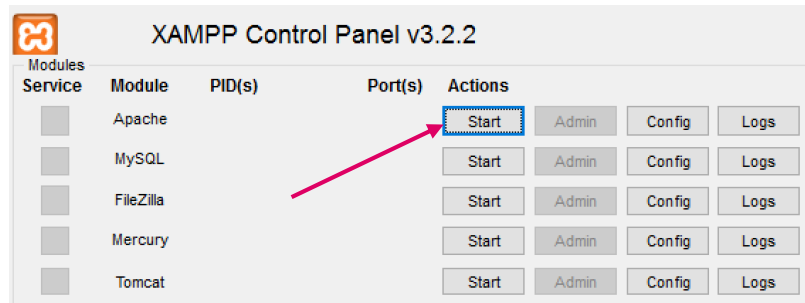 XAMPP Control Panel v3.2.2
Modules
Service Module PID(s) Port(s) Actions
Apache Start Admin Config Logs
MySQL Start Admin Config Logs
FileZilla Start Admin Config Logs
Mercury Start Admin Config Logs
Tomcat Start Admin Config Logs